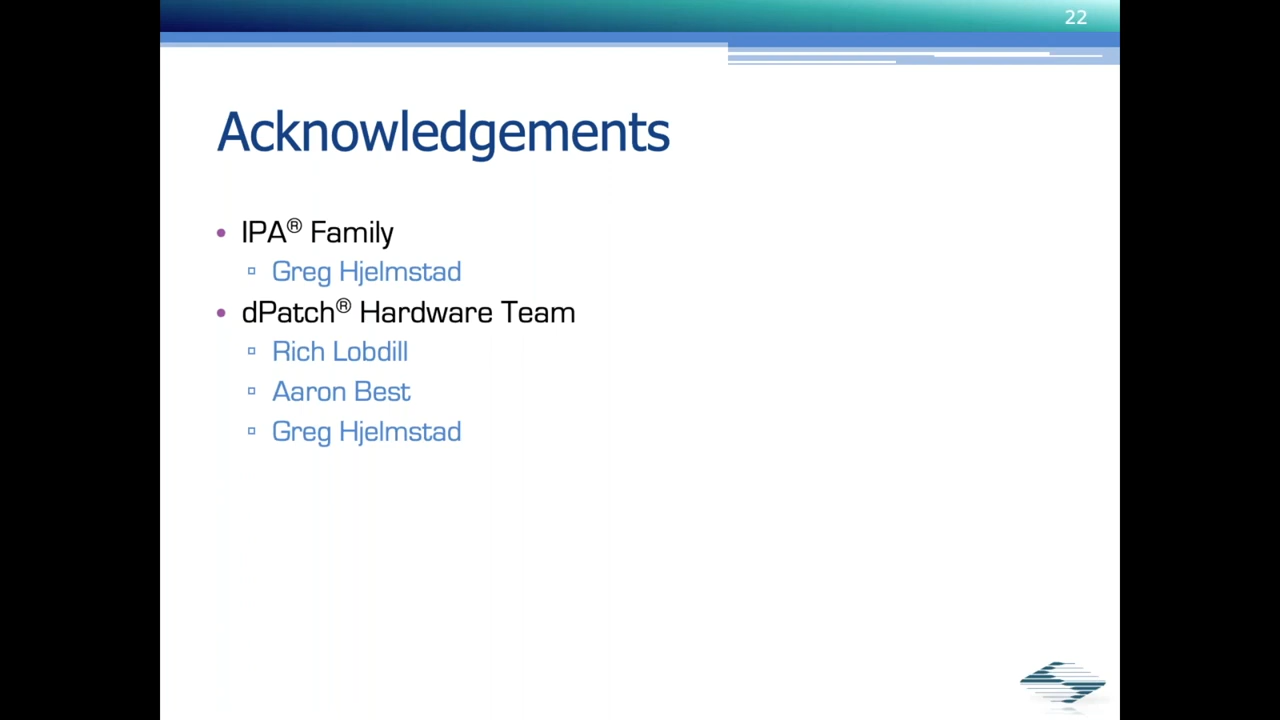 22
Acknowledgements
• IPA® Family
▫ Greg Hjelmstad
• dPatch® Hardware Team
▫ Rich Lobdill
▫ Aaron Best
▫ Greg Hjelmstad